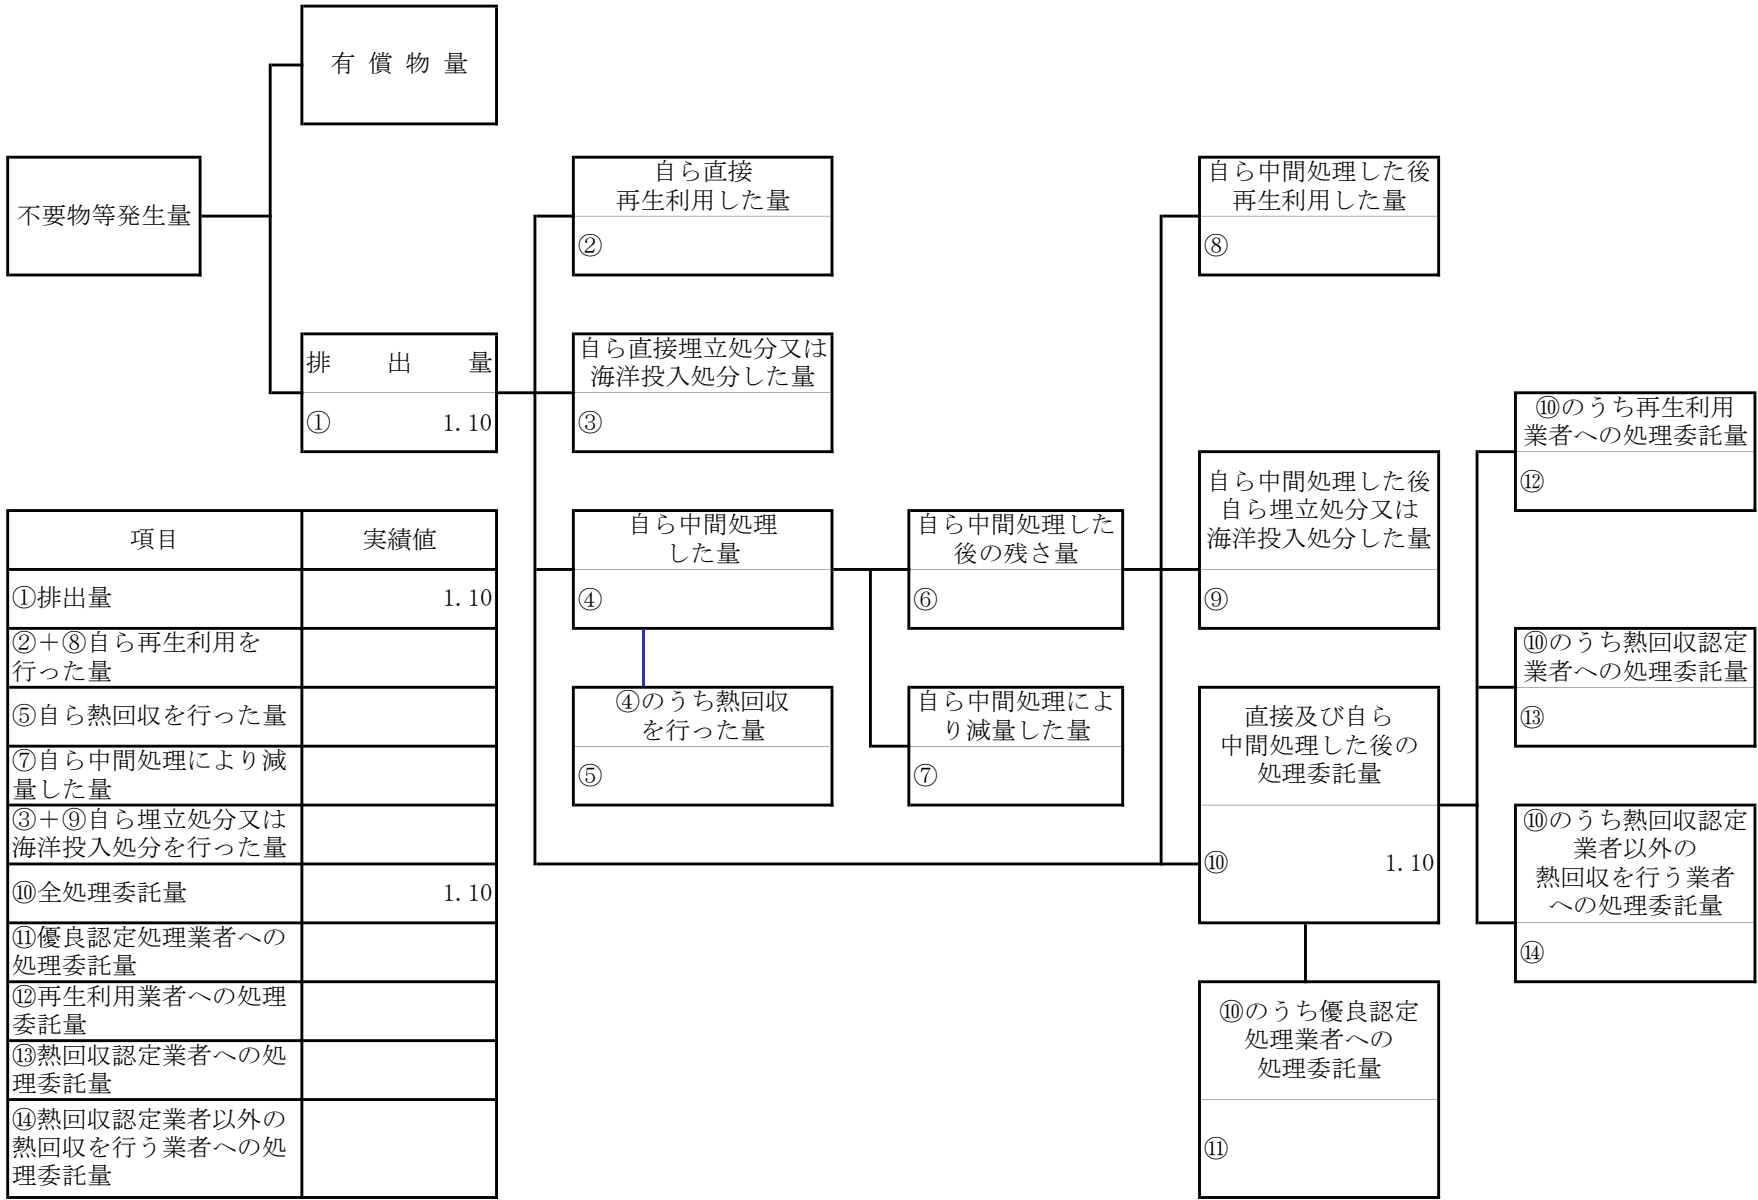 有 償 物 量
不要物等発生量
排 出 量
① 1.10
自ら直接
再生利用した量
②
自ら直接埋立処分又は
海洋投入処分した量
③
自ら中間処理
した量
④
④のうち熱回収
を行った量
⑤
自ら中間処理した
後の残さ量
⑥
自ら中間処理によ
り減量した量
⑦
自ら中間処理した後
再生利用した量
⑧
自ら中間処理した後
自ら埋立処分又は
海洋投入処分した量
⑨
直接及び自ら
中間処理した後の
処理委託量
⑩ 1.10
⑩のうち優良認定
処理業者への
処理委託量
⑪
⑩のうち再生利用
業者への処理委託量
⑫
⑩のうち熱回収認定
業者への処理委託量
⑬
⑩のうち熱回収認定
業者以外の
熱回収を行う業者
への処理委託量
⑭
項目 実績値
①排出量 1.10
②＋⑧自ら再生利用を
行った量
⑤自ら熱回収を行った量
⑦自ら中間処理により減
量した量
③＋⑨自ら埋立処分又は
海洋投入処分を行った量
⑩全処理委託量 1.10
⑪優良認定処理業者への
処理委託量
⑫再生利用業者への処理
委託量
⑬熱回収認定業者への処
理委託量
⑭熱回収認定業者以外の
熱回収を行う業者への処
理委託量